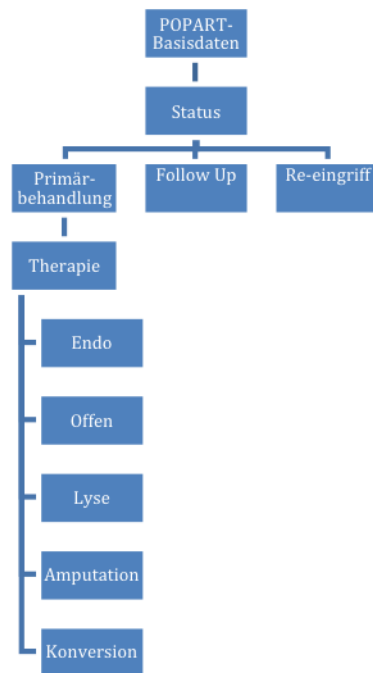 POPART-
Basisdaten
Status
Primär-
behandlung
Follow Up
Re-eingriff
Therapie
Endo
Offen
Lyse
Amputation
Konversion